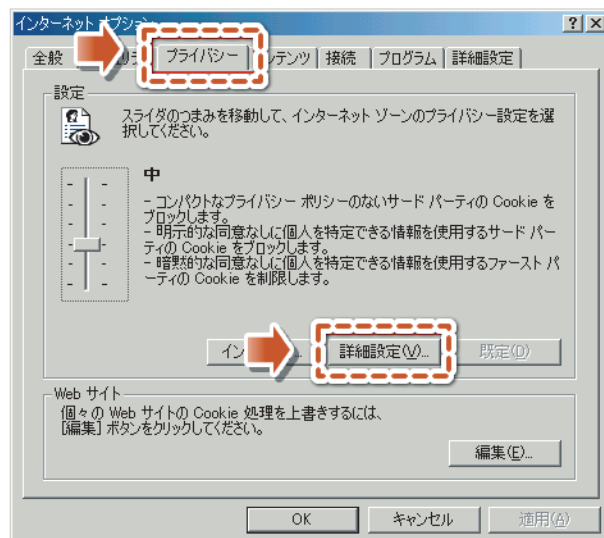 インターネット オプション
全般
プライバシー
テンツ
接続
プログラム
詳細設定
設定
スライダのつまみを移動して、インターネット ゾーンのプライバシー設定を選
択してください。
中
- コンパクトなプライバシー ポリシーのないサード パーティの Cookie を
ブロックします。
- 明示的な同意なしに個人を特定できる情報を使用するサード パー
ティの Cookie をブロックします。
- 暗黙的な同意なしに個人を特定できる情報を使用するファースト パ
ーティの Cookie を制限します。
イン
詳細設定(V)...
既定(D)
Web サイト
個々の Web サイトの Cookie 処理を上書きするには、
[編集] ボタンをクリックしてください。
編集(E)...
OK
キャンセル
適用(A)